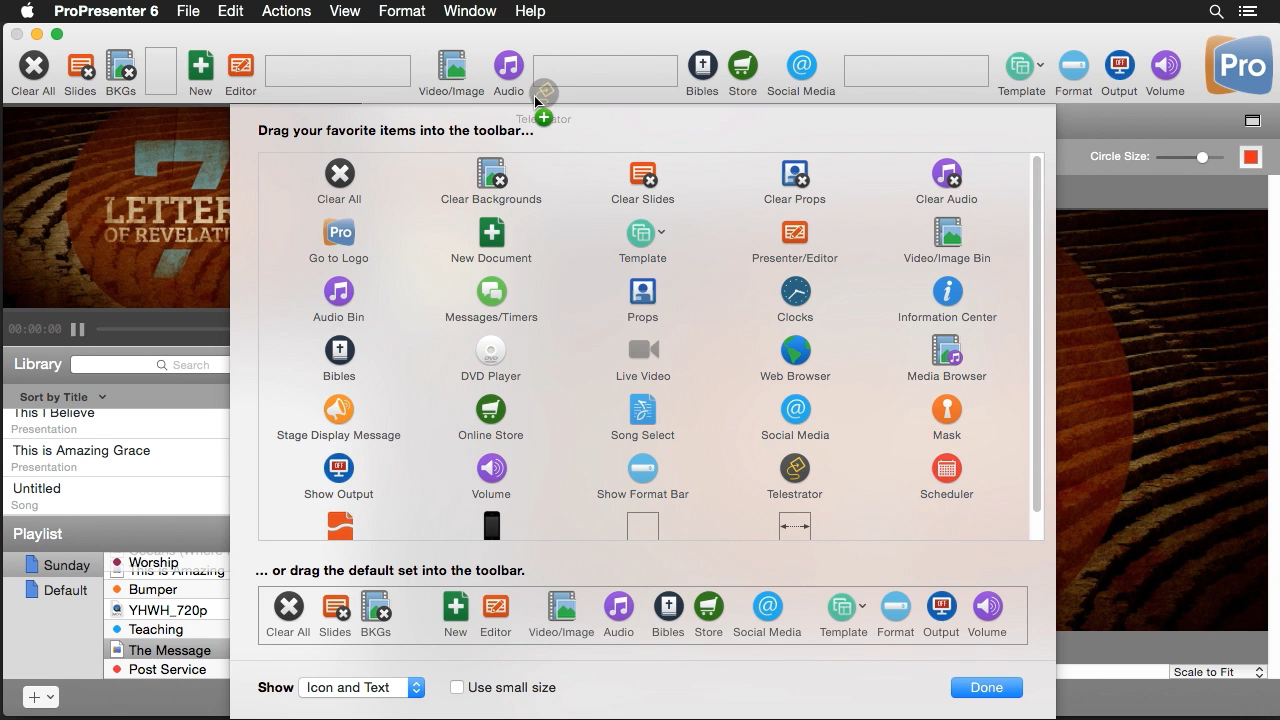 ProPresenter 6 File Edit Actions View Format Window Help
Clear All Slides BKGs New Editor Video/Image Audio Bibles Store Social Media Template Format Output Volume
Pro
Drag your favorite items into the toolbar...
Circle Size:
Clear All Clear Backgrounds Clear Slides Clear Props Clear Audio
7
LETTER
OF REVELATI
Pro
Go to Logo New Document Template Presenter/Editor Video/Image Bin
Audio Bin Messages/Timers Props Clocks Information Center
00:00:00
Library Search
Bibles DVD Player Live Video Web Browser Media Browser
Sort by Title
This I Believe
Presentation
This is Amazing Grace
Presentation
Untitled
Song
Stage Display Message Online Store Song Select Social Media Mask
OFF
Show Output Volume Show Format Bar Telestrator Scheduler
Playlist
Sunday
Default
Worship
This is Amazing
Bumper
YHWH_720p
Teaching
The Message
Post Service
... or drag the default set into the toolbar.
Clear All Slides BKGs New Editor Video/Image Audio Bibles Store Social Media Template Format Output Volume
Scale to Fit
Show Icon and Text Use small size Done